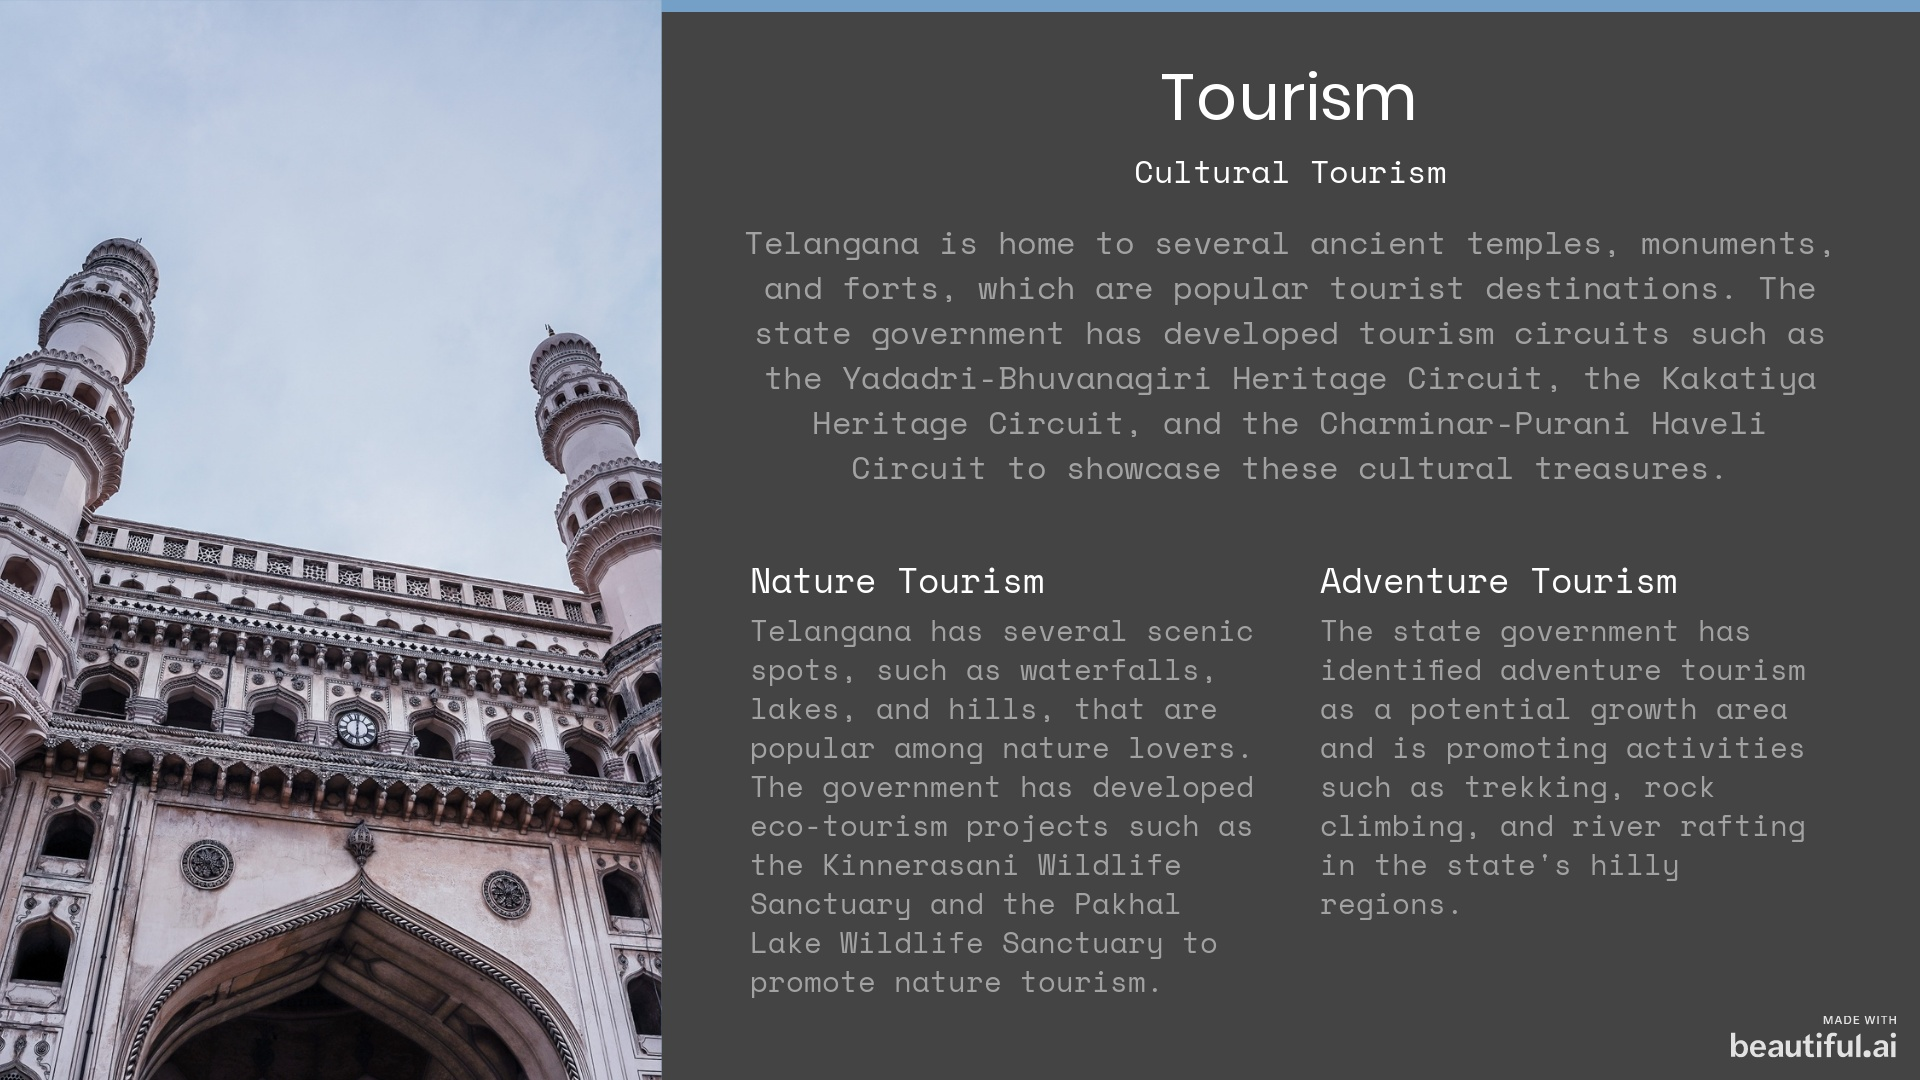 Tourism
Cultural Tourism
Telangana is home to several ancient temples, monuments,
and forts, which are popular tourist destinations. The
state government has developed tourism circuits such as
the Yadadri-Bhuvanagiri Heritage Circuit, the Kakatiya
Heritage Circuit, and the Charminar-Purani Haveli
Circuit to showcase these cultural treasures.
Nature Tourism
Telangana has several scenic
spots, such as waterfalls,
lakes, and hills, that are
popular among nature lovers.
The government has developed
eco-tourism projects such as
the Kinnerasani Wildlife
Sanctuary and the Pakhal
Lake Wildlife Sanctuary to
promote nature tourism.
Adventure Tourism
The state government has
identified adventure tourism
as a potential growth area
and is promoting activities
such as trekking, rock
climbing, and river rafting
in the state's hilly
regions.
MADE WITH
beautiful.ai